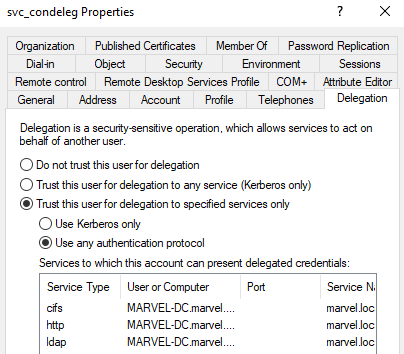 svc_condeleg Properties ? ×
Organization Published Certificates Member Of Password Replication
Dial-in Object Security Environment Sessions
Remote control Remote Desktop Services Profile COM+ Attribute Editor
General Address Account Profile Telephones Delegation
Delegation is a security-sensitive operation, which allows services to act on
behalf of another user.
Do not trust this user for delegation
Trust this user for delegation to any service (Kerberos only)
Trust this user for delegation to specified services only
Use Kerberos only
Use any authentication protocol
Services to which this account can present delegated credentials:
Service Type User or Computer Port Service Na
cifs MARVEL-DC.marvel.... marvel.loc
http MARVEL-DC.marvel.... marvel.loc
ldap MARVEL-DC.marvel.... marvel.loc